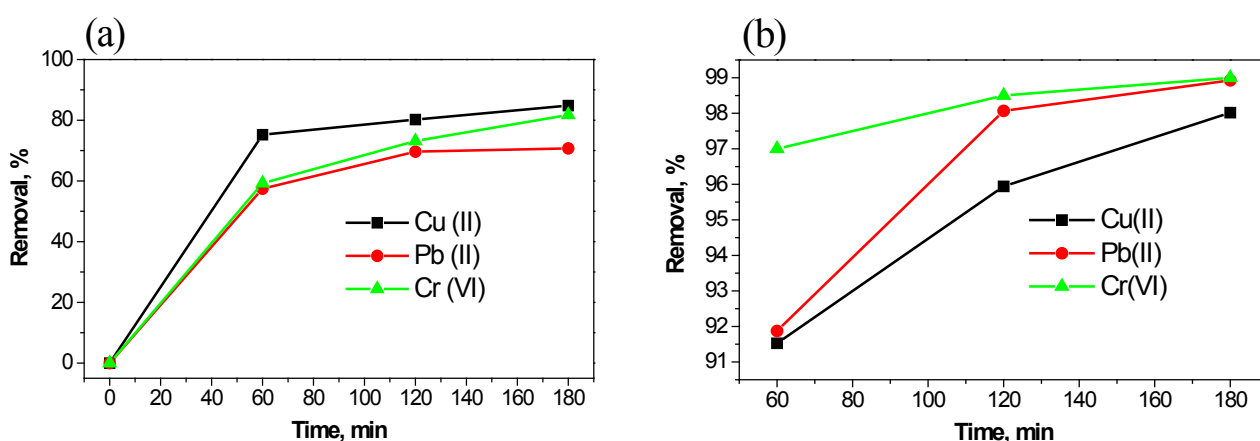 (a)
100
80
60
40
20
0
Removal, %
Cu (II)
Pb (II)
Cr (VI)
0 20 40 60 80 100 120 140 160 180
Time, min
(b)
99
98
97
96
95
94
93
92
91
Removal, %
Cu(II)
Pb(II)
Cr(VI)
60 80 100 120 140 160 180
Time, min